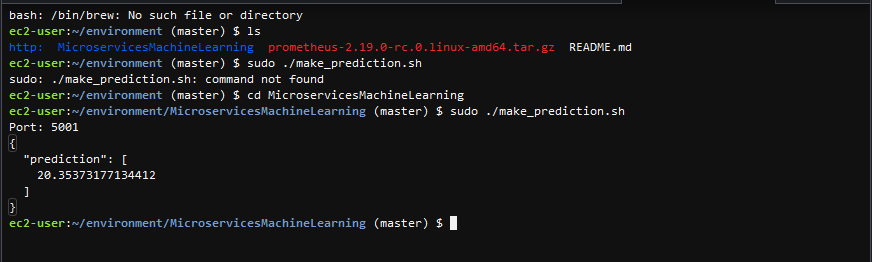 bash: /bin/brew: No such file or directory
ec2-user:~/environment (master) $ ls
http:  MicroservicesMachineLearning  prometheus-2.19.0-rc.0.linux-amd64.tar.gz  README.md
ec2-user:~/environment (master) $ sudo ./make_prediction.sh
sudo: ./make_prediction.sh: command not found
ec2-user:~/environment (master) $ cd MicroservicesMachineLearning
ec2-user:~/environment/MicroservicesMachineLearning (master) $ sudo ./make_prediction.sh
Port: 5001
{
  "prediction": [
    20.35373177134412
  ]
}
ec2-user:~/environment/MicroservicesMachineLearning (master) $